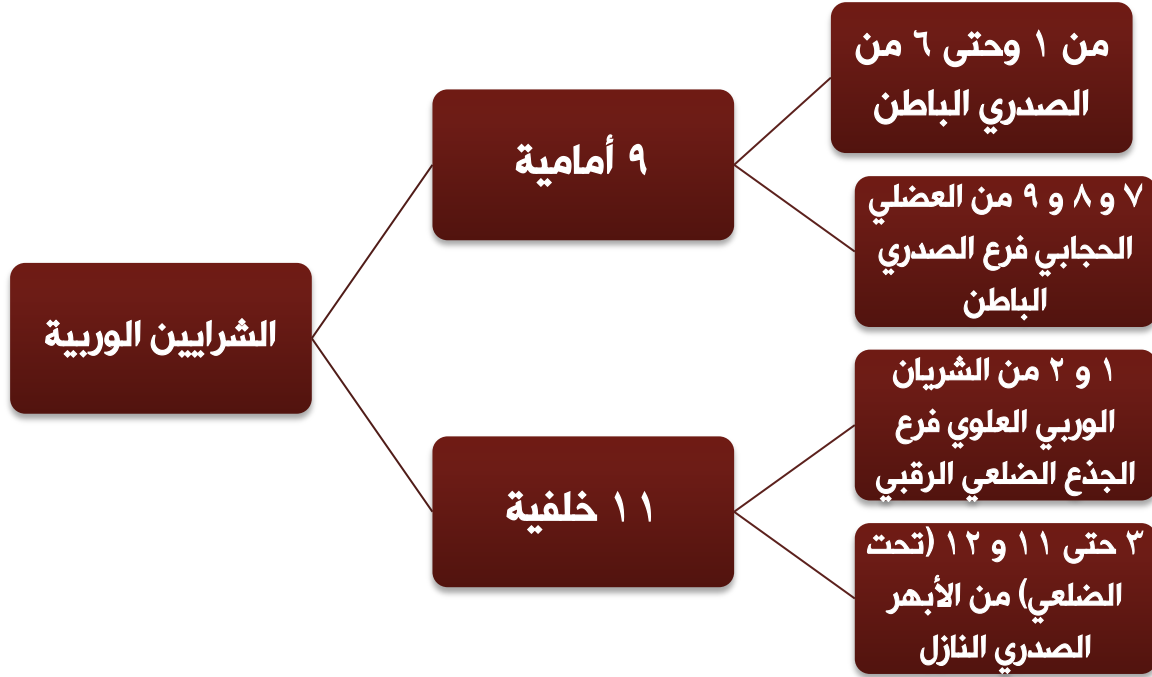 الشرايين الوربية
٩ أمامية
من ١ وحتى ٦ من
الصدري الباطن
٧ و ٨ و ٩ من العضلي
الحجابي فرع الصدري
الباطن
١١ خلفية
١ و ٢ من الشريان
الوربي العلوي فرع
الجذع الضلعي الرقبي
٣ حتى ١١ و ١٢ (تحت
الضلعي) من الأبهر
الصدري النازل